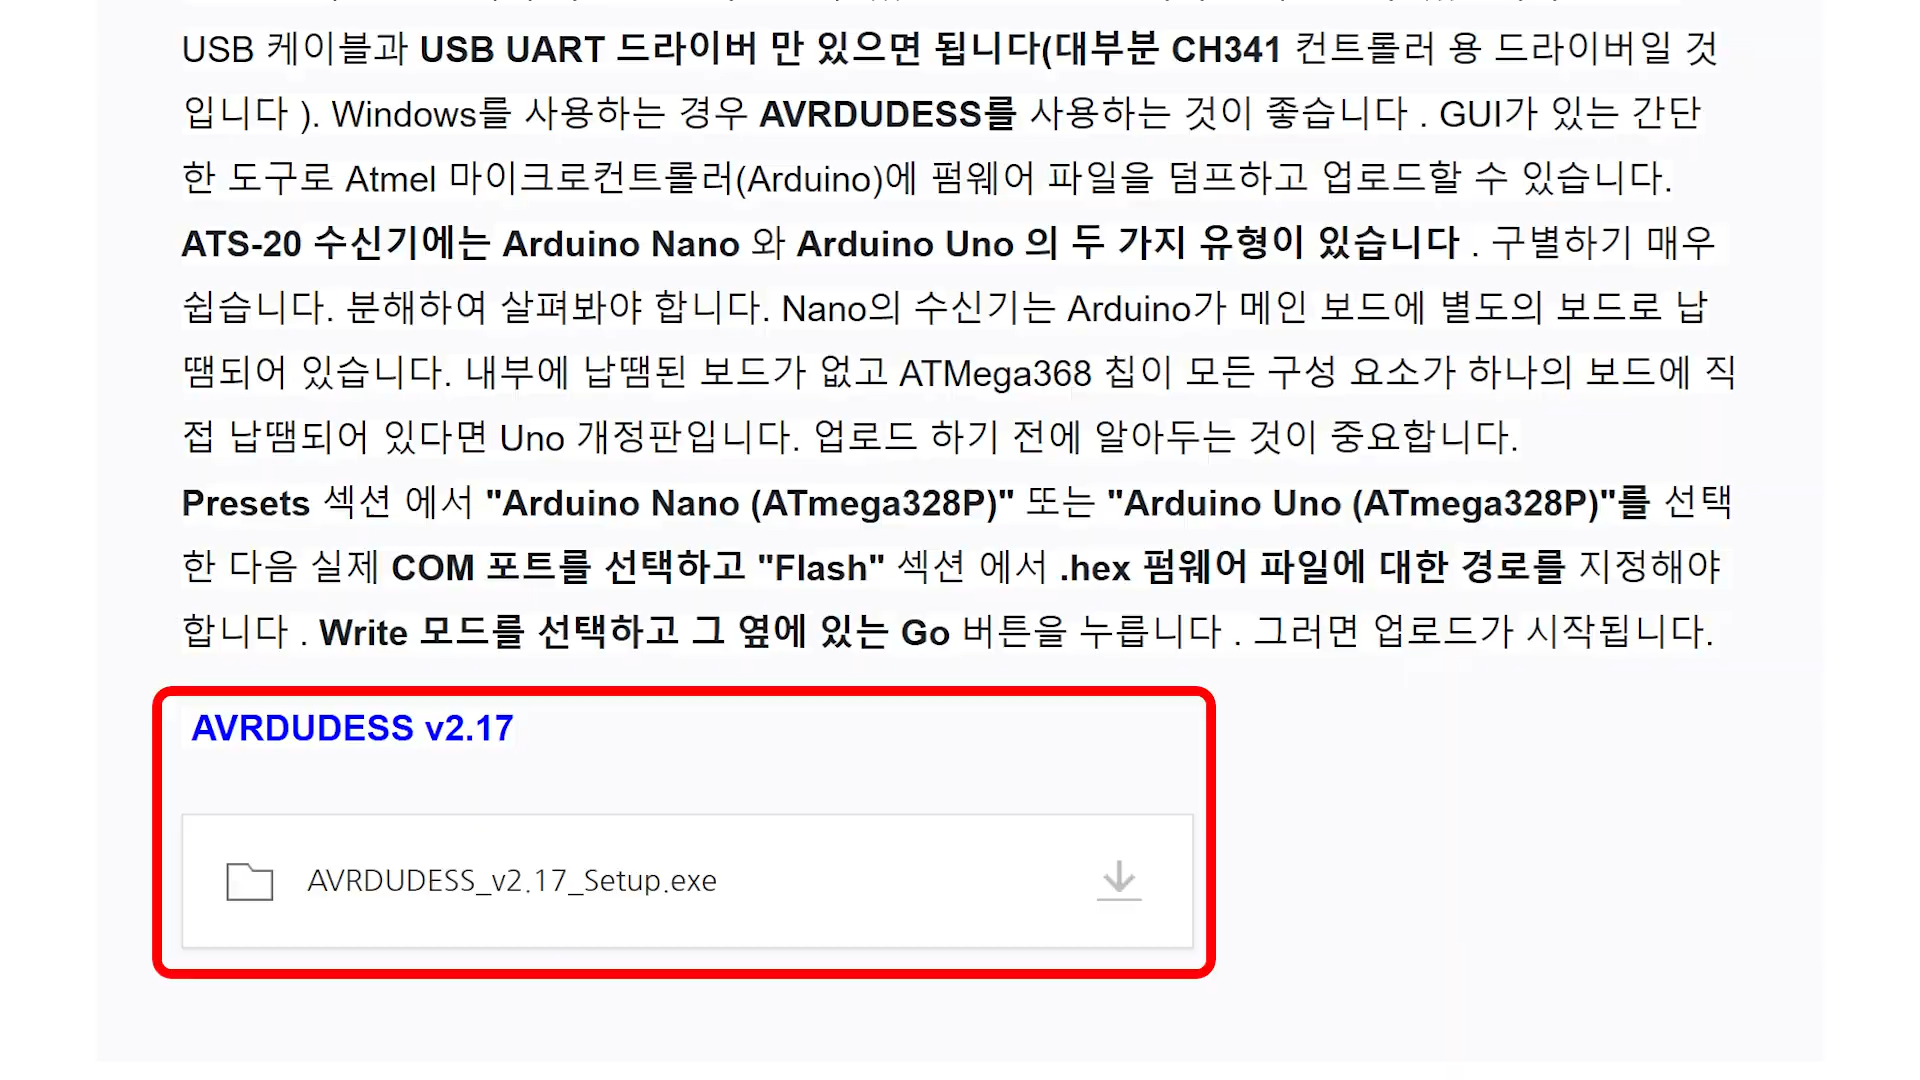 USB 케이블과 USB UART 드라이버 만 있으면 됩니다(대부분 CH341 컨트롤러 용 드라이버일 것
입니다 ). Windows를 사용하는 경우 AVRDUDESS를 사용하는 것이 좋습니다 . GUI가 있는 간단
한 도구로 Atmel 마이크로컨트롤러(Arduino)에 펌웨어 파일을 덤프하고 업로드할 수 있습니다.
ATS-20 수신기에는 Arduino Nano 와 Arduino Uno 의 두 가지 유형이 있습니다 . 구별하기 매우
쉽습니다. 분해하여 살펴봐야 합니다. Nano의 수신기는 Arduino가 메인 보드에 별도의 보드로 납
땜되어 있습니다. 내부에 납땜된 보드가 없고 ATMega368 칩이 모든 구성 요소가 하나의 보드에 직
접 납땜되어 있다면 Uno 개정판입니다. 업로드 하기 전에 알아두는 것이 중요합니다.
Presets 섹션 에서 "Arduino Nano (ATmega328P)" 또는 "Arduino Uno (ATmega328P)"를 선택
한 다음 실제 COM 포트를 선택하고 "Flash" 섹션 에서 .hex 펌웨어 파일에 대한 경로를 지정해야
합니다 . Write 모드를 선택하고 그 옆에 있는 Go 버튼을 누릅니다 . 그러면 업로드가 시작됩니다.
AVRDUDESS v2.17
AVRDUDESS_v2.17_Setup.exe